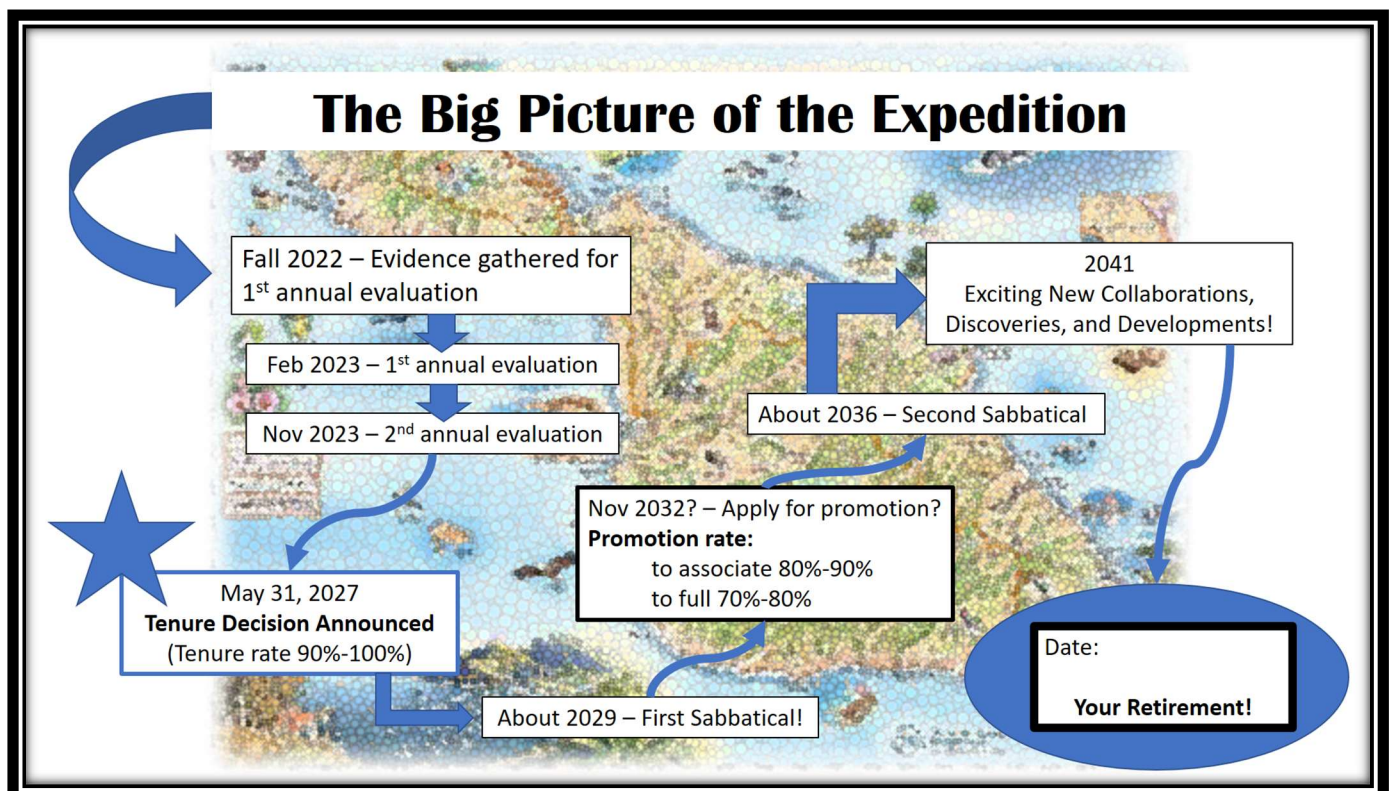 The Big Picture of the Expedition
Fall 2022 – Evidence gathered for
1st annual evaluation
Feb 2023 – 1st annual evaluation
Nov 2023 – 2nd annual evaluation
May 31, 2027
Tenure Decision Announced
(Tenure rate 90%-100%)
About 2029 – First Sabbatical!
Nov 2032? – Apply for promotion?
Promotion rate:
to associate 80%-90%
to full 70%-80%
About 2036 – Second Sabbatical
2041
Exciting New Collaborations,
Discoveries, and Developments!
Date:
Your Retirement!